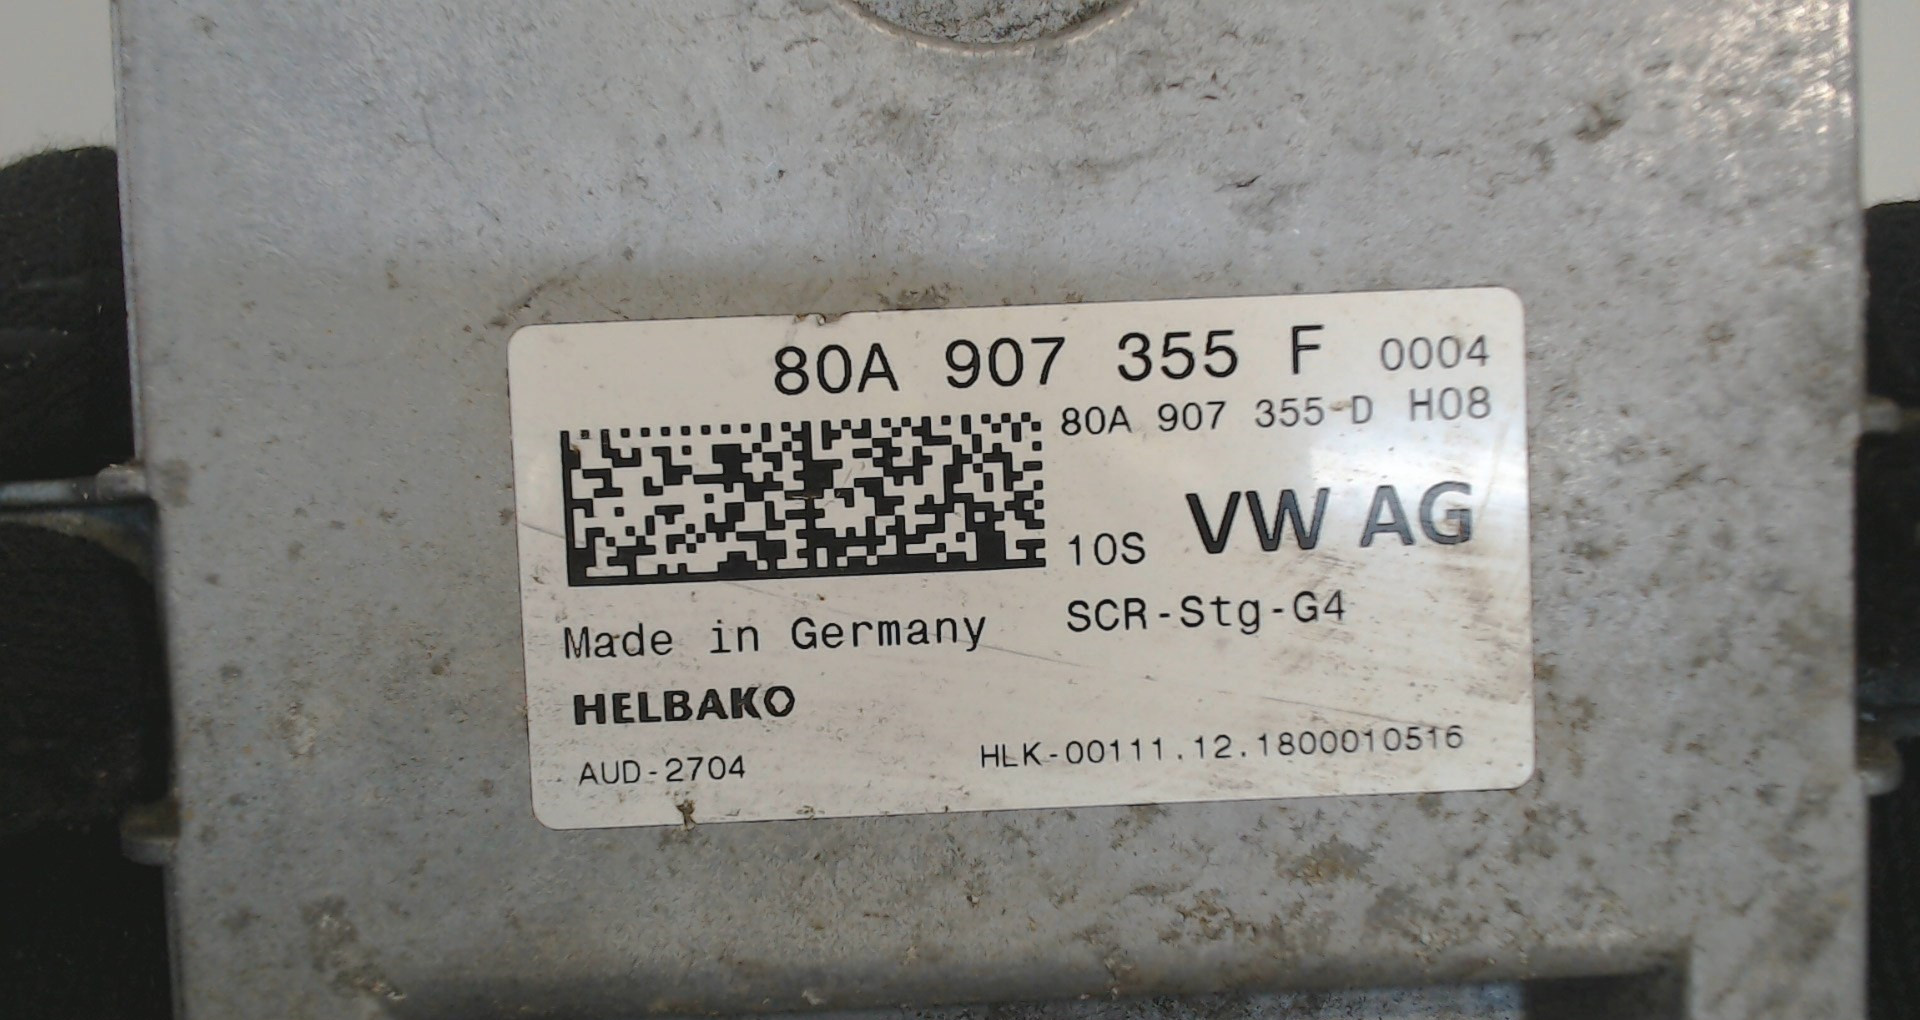 80A 907 355 F 0004
80A 907 355 D H08
10S VW AG
Made in Germany SCR-Stg-G4
HELBAKO
AUD-2704 HLK-00111.12.1800010516